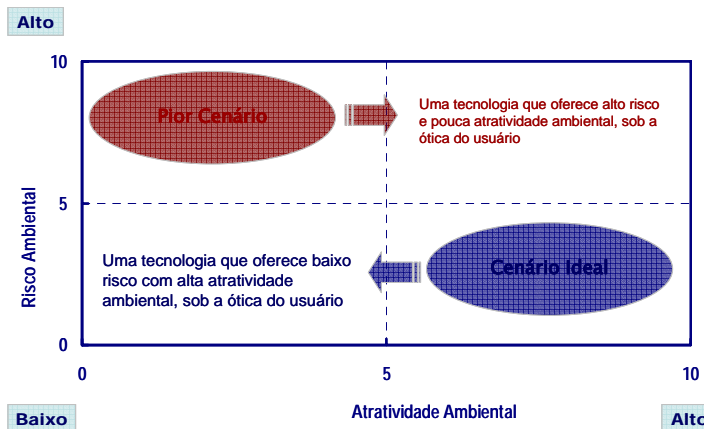 Alto
10
Pior Cenário
Uma tecnologia que oferece alto risco
e pouca atratividade ambiental, sob a
ótica do usuário
Risco Ambiental
5
Uma tecnologia que oferece baixo
risco com alta atratividade
ambiental, sob a ótica do usuário
Cenário Ideal
0
0
5
10
Baixo
Atratividade Ambiental
Alto